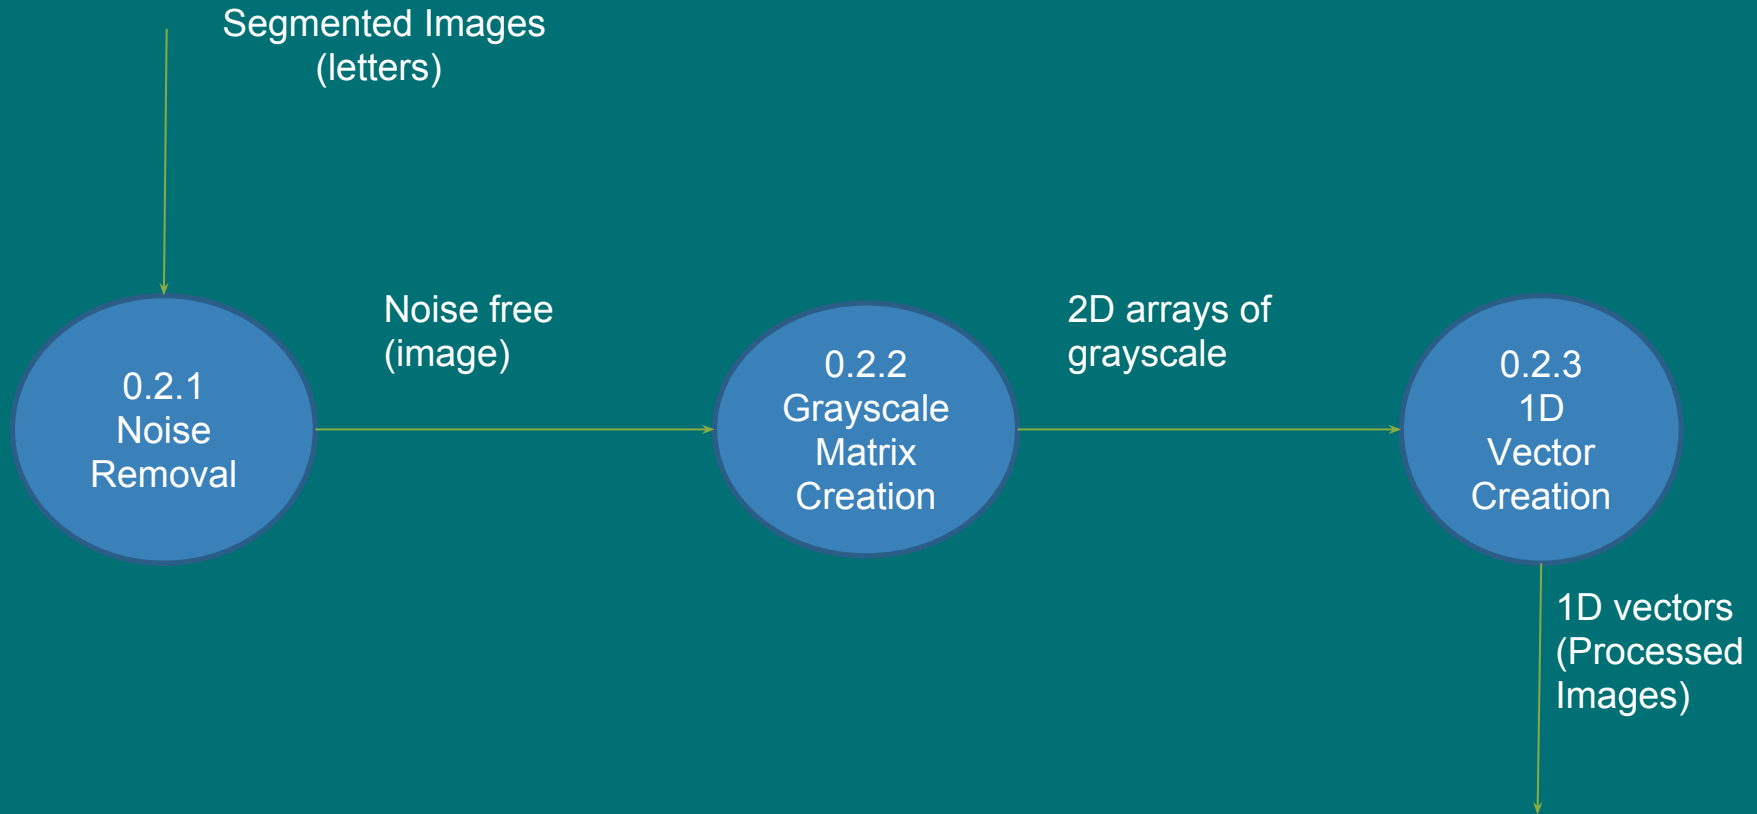 Segmented Images
(letters)
0.2.1
Noise
Removal
Noise free
(image)
0.2.2
Grayscale
Matrix
Creation
2D arrays of
grayscale
0.2.3
1D
Vector
Creation
1D vectors
(Processed
Images)